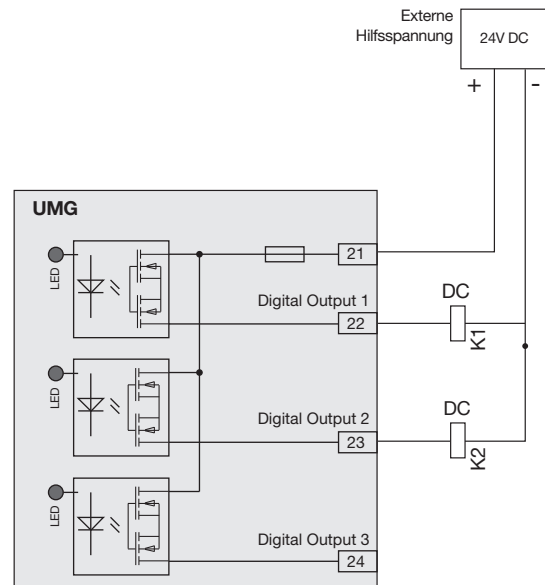 Externe
Hilfsspannung
24V DC
+ -
UMG
LED
21
Digital Output 1
DC
22
K1
LED
Digital Output 2
DC
23
K2
LED
Digital Output 3
24